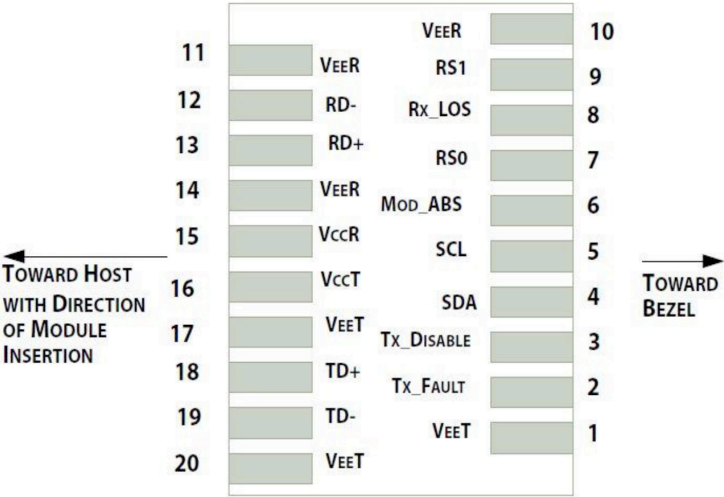 11 VEER
12 RD-
13 RD+
14 VEER
15 VCCR
16 VCCT
17 VEET
18 TD+
19 TD-
20 VEET
VEER 10
RS1 9
RX_LOS 8
RS0 7
MOD_ABS 6
SCL 5
SDA 4
TX_DISABLE 3
TX_FAULT 2
VEET 1
TOWARD HOST
WITH DIRECTION
OF MODULE
INSERTION
TOWARD
BEZEL